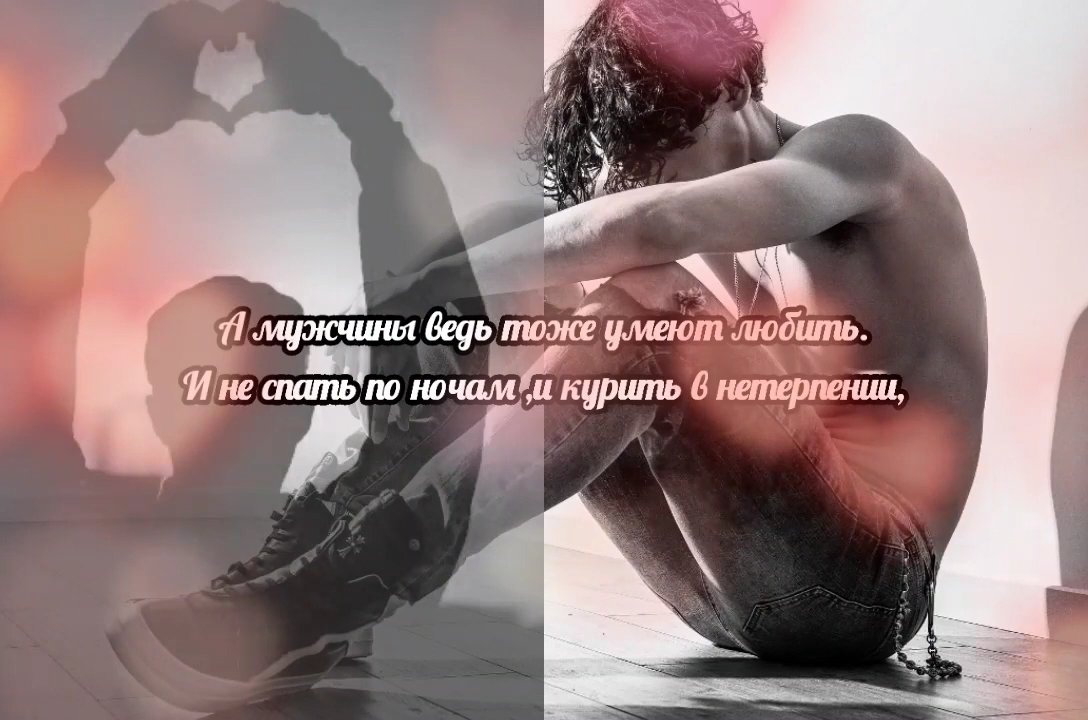 А мужчины ведь тоже умеют любить.
И не спать по ночам ,и курить в нетерпении,